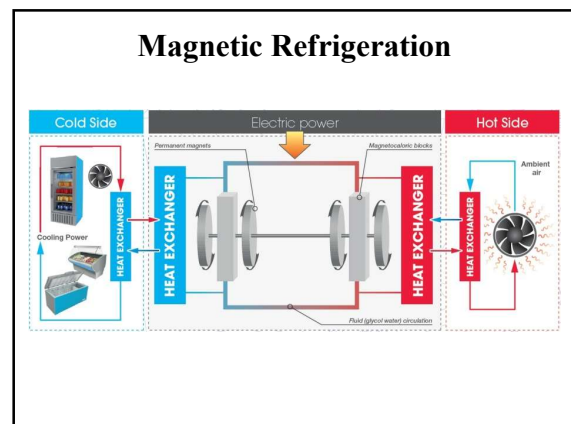 Magnetic Refrigeration
Cold Side
Electric power
Hot Side
Permanent magnets
Magnetocaloric blocks
Ambient
air
HEAT EXCHANGER
HEAT EXCHANGER
HEAT EXCHANGER
HEAT EXCHANGER
Cooling Power
Fluid (glycol water) circulation